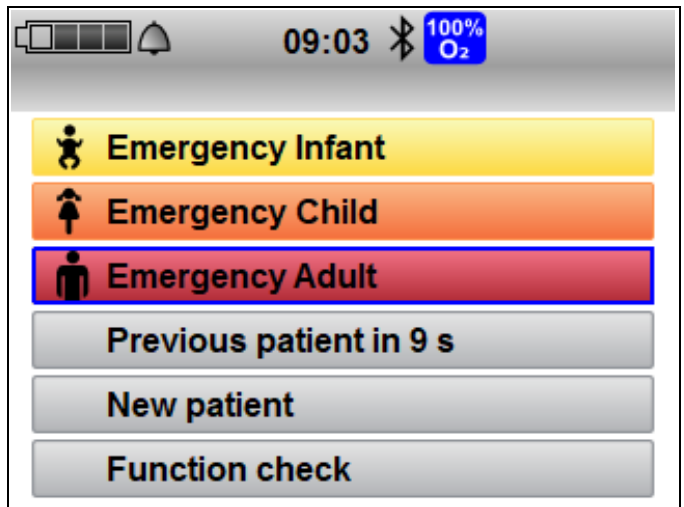 09:03 100%
O₂
Emergency Infant
Emergency Child
Emergency Adult
Previous patient in 9 s
New patient
Function check